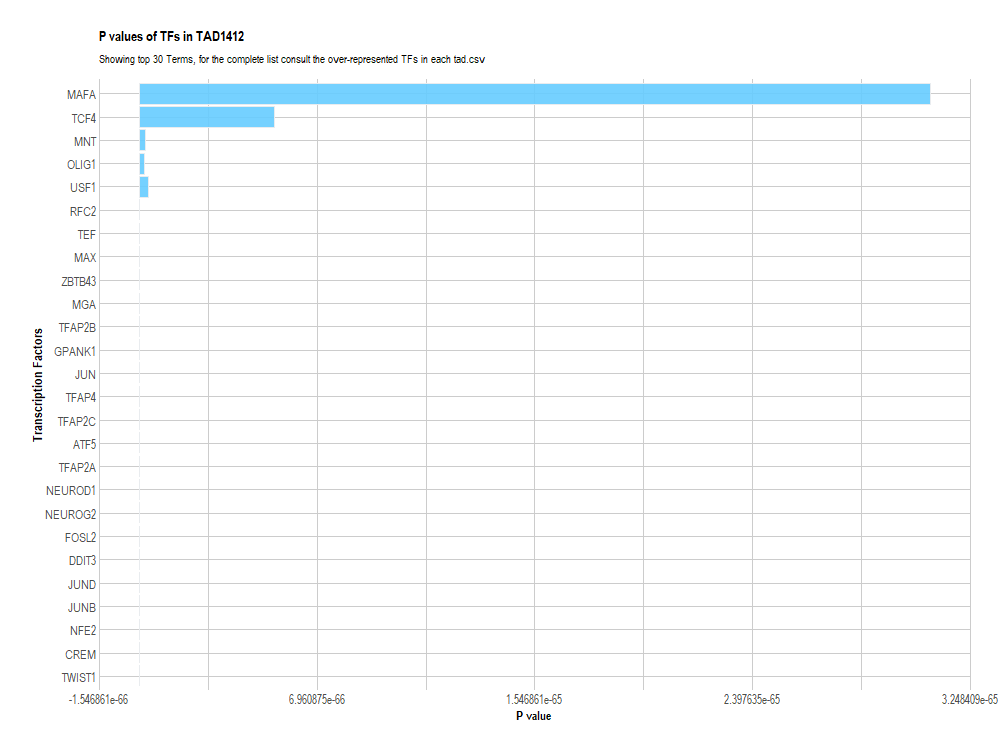 P values of TFs in TAD1412
Showing top 30 Terms, for the complete list consult the over-represented TFs in each tad.csv
Transcription Factors
MAFA
TCF4
MNT
OLIG1
USF1
RFC2
TEF
MAX
ZBTB43
MGA
TFAP2B
GPANK1
JUN
TFAP4
TFAP2C
ATF5
TFAP2A
NEUROD1
NEUROG2
FOSL2
DDIT3
JUND
JUNB
NFE2
CREM
TWIST1
-1.546861e-66 6.960875e-66 1.546861e-65 2.397635e-65 3.248409e-65
P value